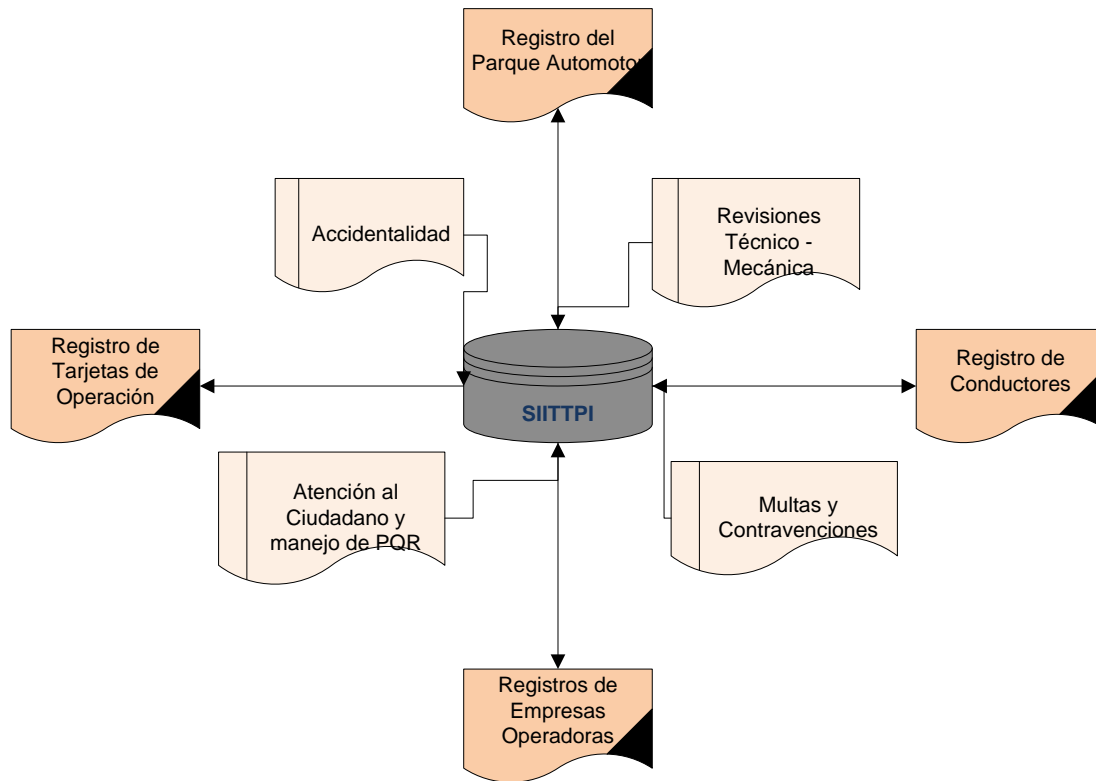 Registro del
Parque Automotor
Accidentalidad
Revisiones
Técnico -
Mecánica
Registro de
Tarjetas de
Operación
SIITTPI
Registro de
Conductores
Atención al
Ciudadano y
manejo de PQR
Multas y
Contravenciones
Registros de
Empresas
Operadoras